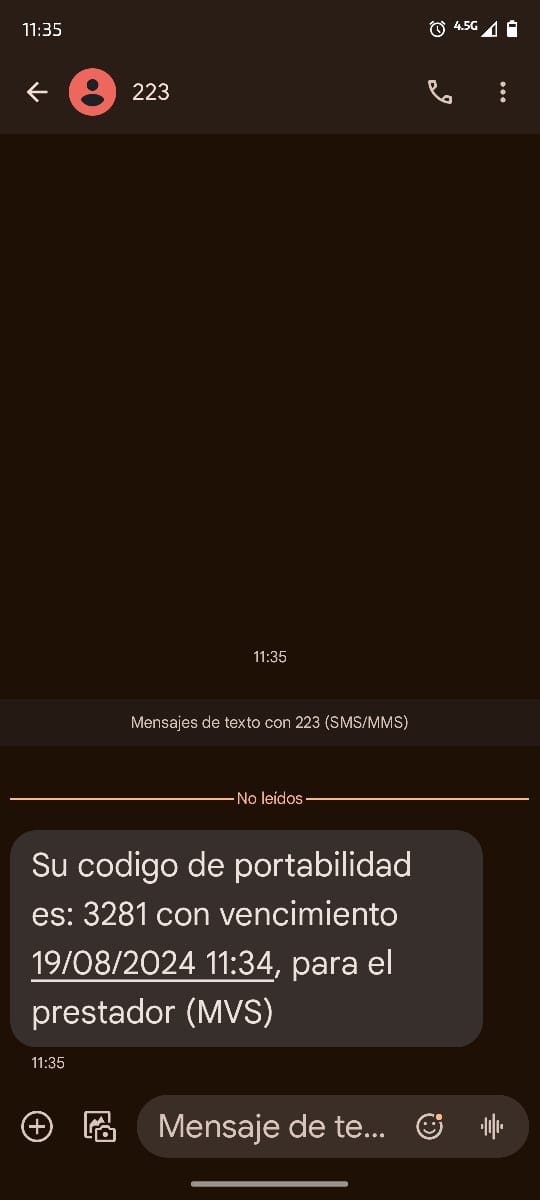 11:35
4.5G
223
11:35
Mensajes de texto con 223 (SMS/MMS)
No leídos
Su codigo de portabilidad
es: 3281 con vencimiento
19/08/2024 11:34, para el
prestador (MVS)
11:35
Mensaje de te...